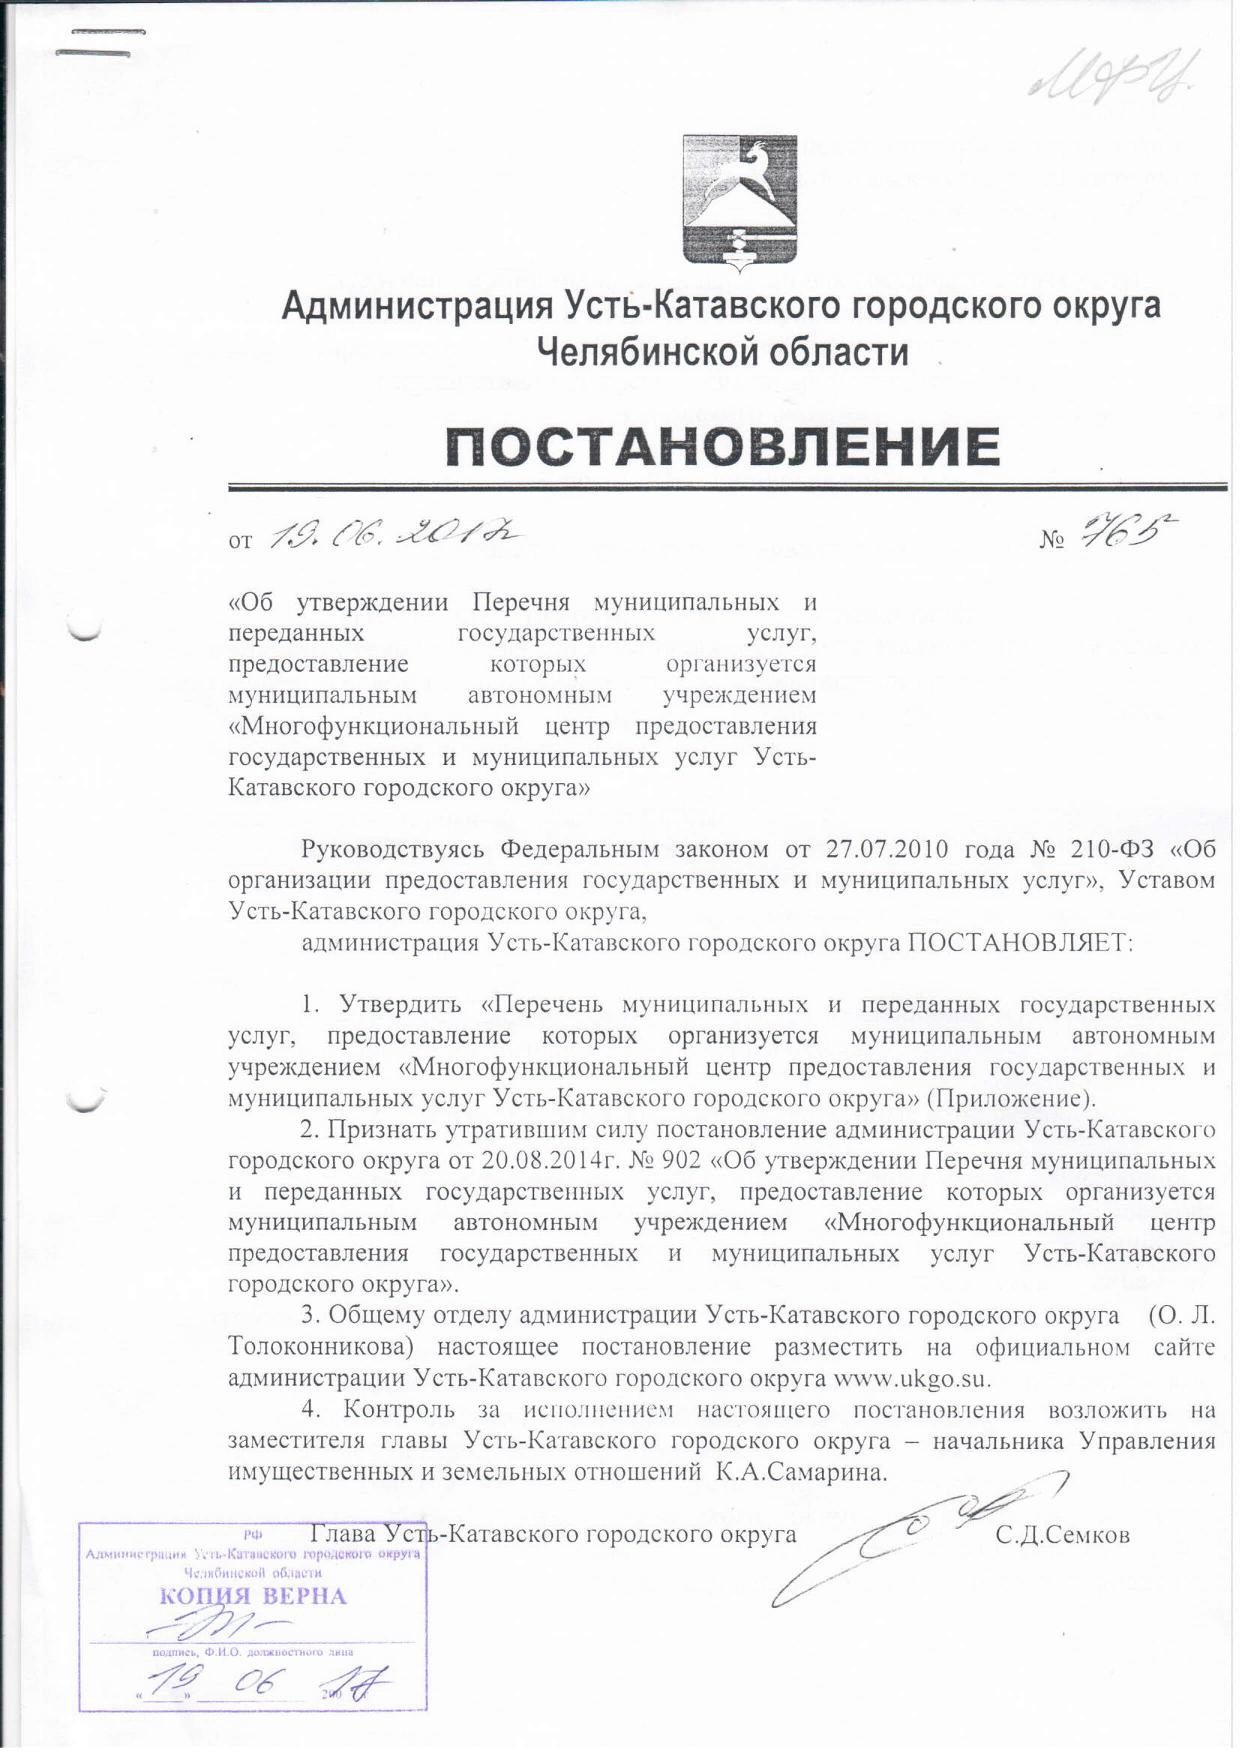 МФЦ.
Администрация Усть-Катавского городского округа
Челябинской области
ПОСТАНОВЛЕНИЕ
от 19.06.2017 № 765
«Об утверждении Перечня муниципальных и
переданных государственных услуг,
предоставление которых организуется
муниципальным автономным учреждением
«Многофункциональный центр предоставления
государственных и муниципальных услуг Усть-
Катавского городского округа»
Руководствуясь Федеральным законом от 27.07.2010 года № 210-ФЗ «Об
организации предоставления государственных и муниципальных услуг», Уставом
Усть-Катавского городского округа,
администрация Усть-Катавского городского округа ПОСТАНОВЛЯЕТ:
1. Утвердить «Перечень муниципальных и переданных государственных
услуг, предоставление которых организуется муниципальным автономным
учреждением «Многофункциональный центр предоставления государственных и
муниципальных услуг Усть-Катавского городского округа» (Приложение).
2. Признать утратившим силу постановление администрации Усть-Катавского
городского округа от 20.08.2014г. № 902 «Об утверждении Перечня муниципальных
и переданных государственных услуг, предоставление которых организуется
муниципальным автономным учреждением «Многофункциональный центр
предоставления государственных и муниципальных услуг Усть-Катавского
городского округа».
3. Общему отделу администрации Усть-Катавского городского округа (О. Л.
Толоконникова) настоящее постановление разместить на официальном сайте
администрации Усть-Катавского городского округа www.ukgo.su.
4. Контроль за исполнением настоящего постановления возложить на
заместителя главы Усть-Катавского городского округа – начальника Управления
имущественных и земельных отношений К.А.Самарина.
Глава Усть-Катавского городского округа С.Д.Семков
РФ
Администрация Усть-Катавского городского округа
Челябинской области
КОПИЯ ВЕРНА
подпись, Ф.И.О. должностного лица
«19» 06 200 17